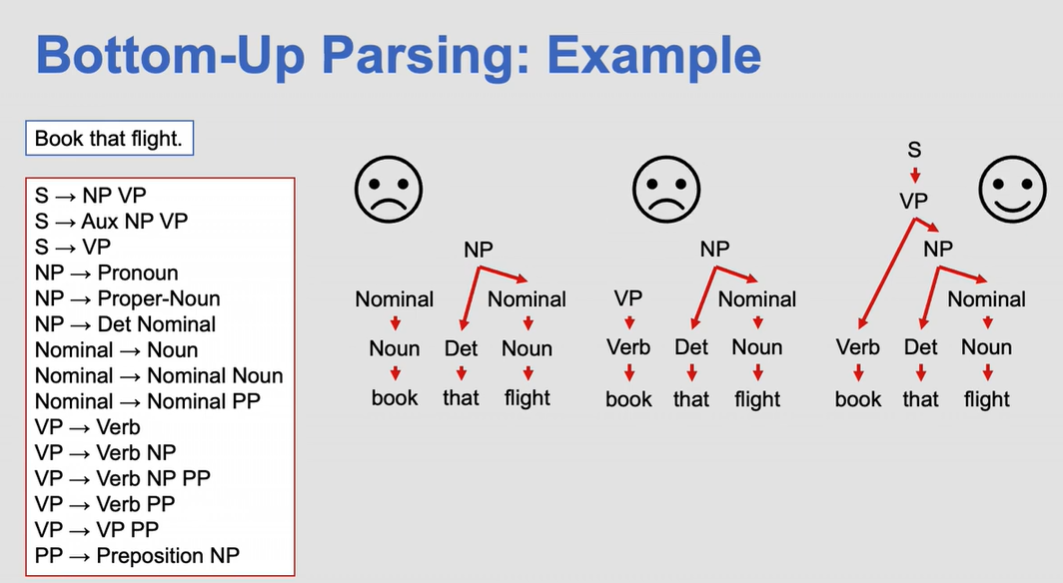 Bottom-Up Parsing: Example
Book that flight.
S → NP VP
S → Aux NP VP
S → VP
NP → Pronoun
NP → Proper-Noun
NP → Det Nominal
Nominal → Noun
Nominal → Nominal Noun
Nominal → Nominal PP
VP → Verb
VP → Verb NP
VP → Verb NP PP
VP → Verb PP
VP → VP PP
PP → Preposition NP
NP
Nominal Nominal
Noun Det Noun
book that flight
NP
VP Nominal
Verb Det Noun
book that flight
S
VP
NP
Nominal
Verb Det Noun
book that flight